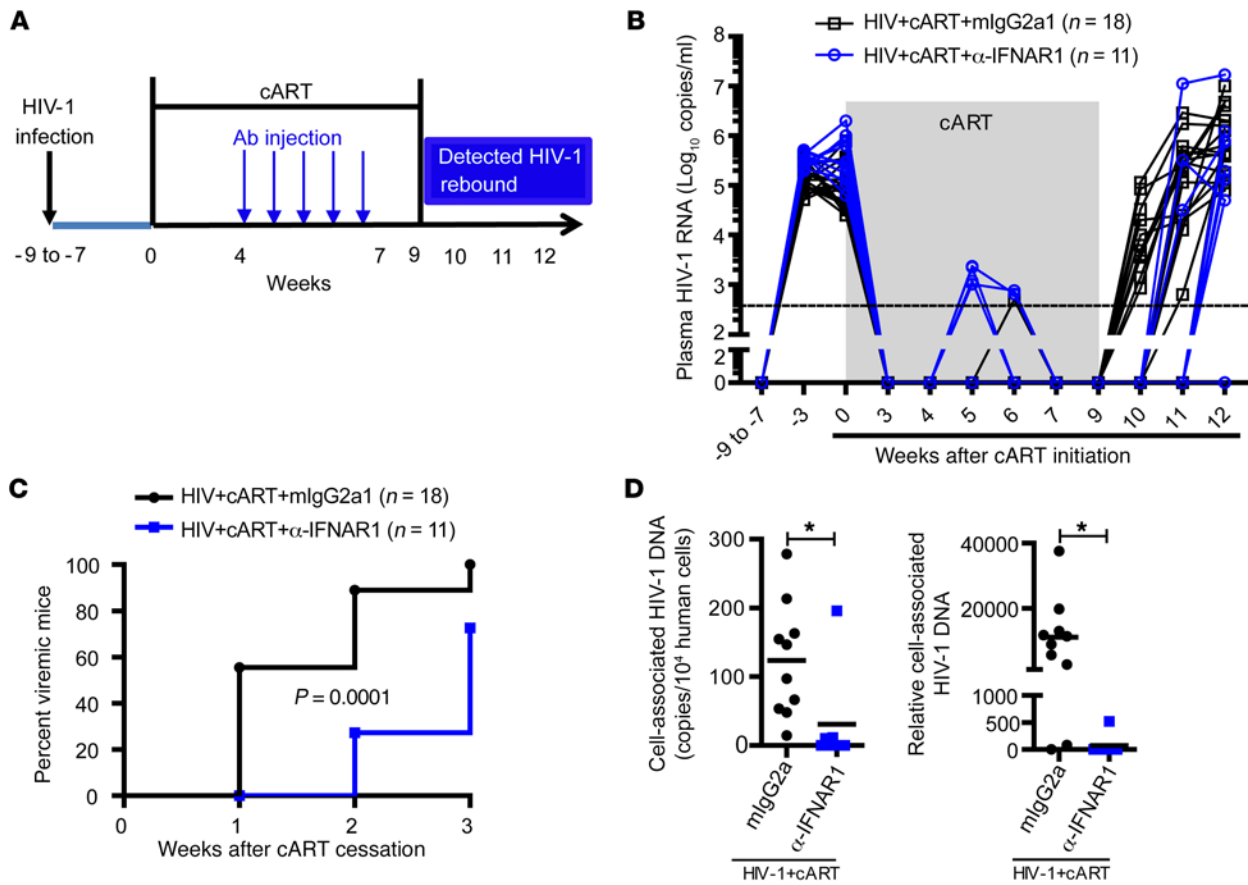 A
HIV-1
infection
cART
Ab injection
Detected HIV-1
rebound
-9 to -7
0
4
7
9
10
11
12
Weeks
B
HIV+cART+mIgG2a1 (n = 18)
HIV+cART+α-IFNAR1 (n = 11)
Plasma HIV-1 RNA (Log10 copies/ml)
8
7
6
5
4
3
2
2
0
cART
-9 to -7
-3
0
3
4
5
6
7
9
10
11
12
Weeks after cART initiation
C
HIV+cART+mIgG2a1 (n = 18)
HIV+cART+α-IFNAR1 (n = 11)
Percent viremic mice
100
80
60
40
20
0
P = 0.0001
0
1
2
3
Weeks after cART cessation
D
Cell-associated HIV-1 DNA
(copies/10⁴ human cells)
300
200
100
0
*
mIgG2a
α-IFNAR1
HIV-1+cART
Relative cell-associated
HIV-1 DNA
40000
20000
1000
500
0
*
mIgG2a
α-IFNAR1
HIV-1+cART